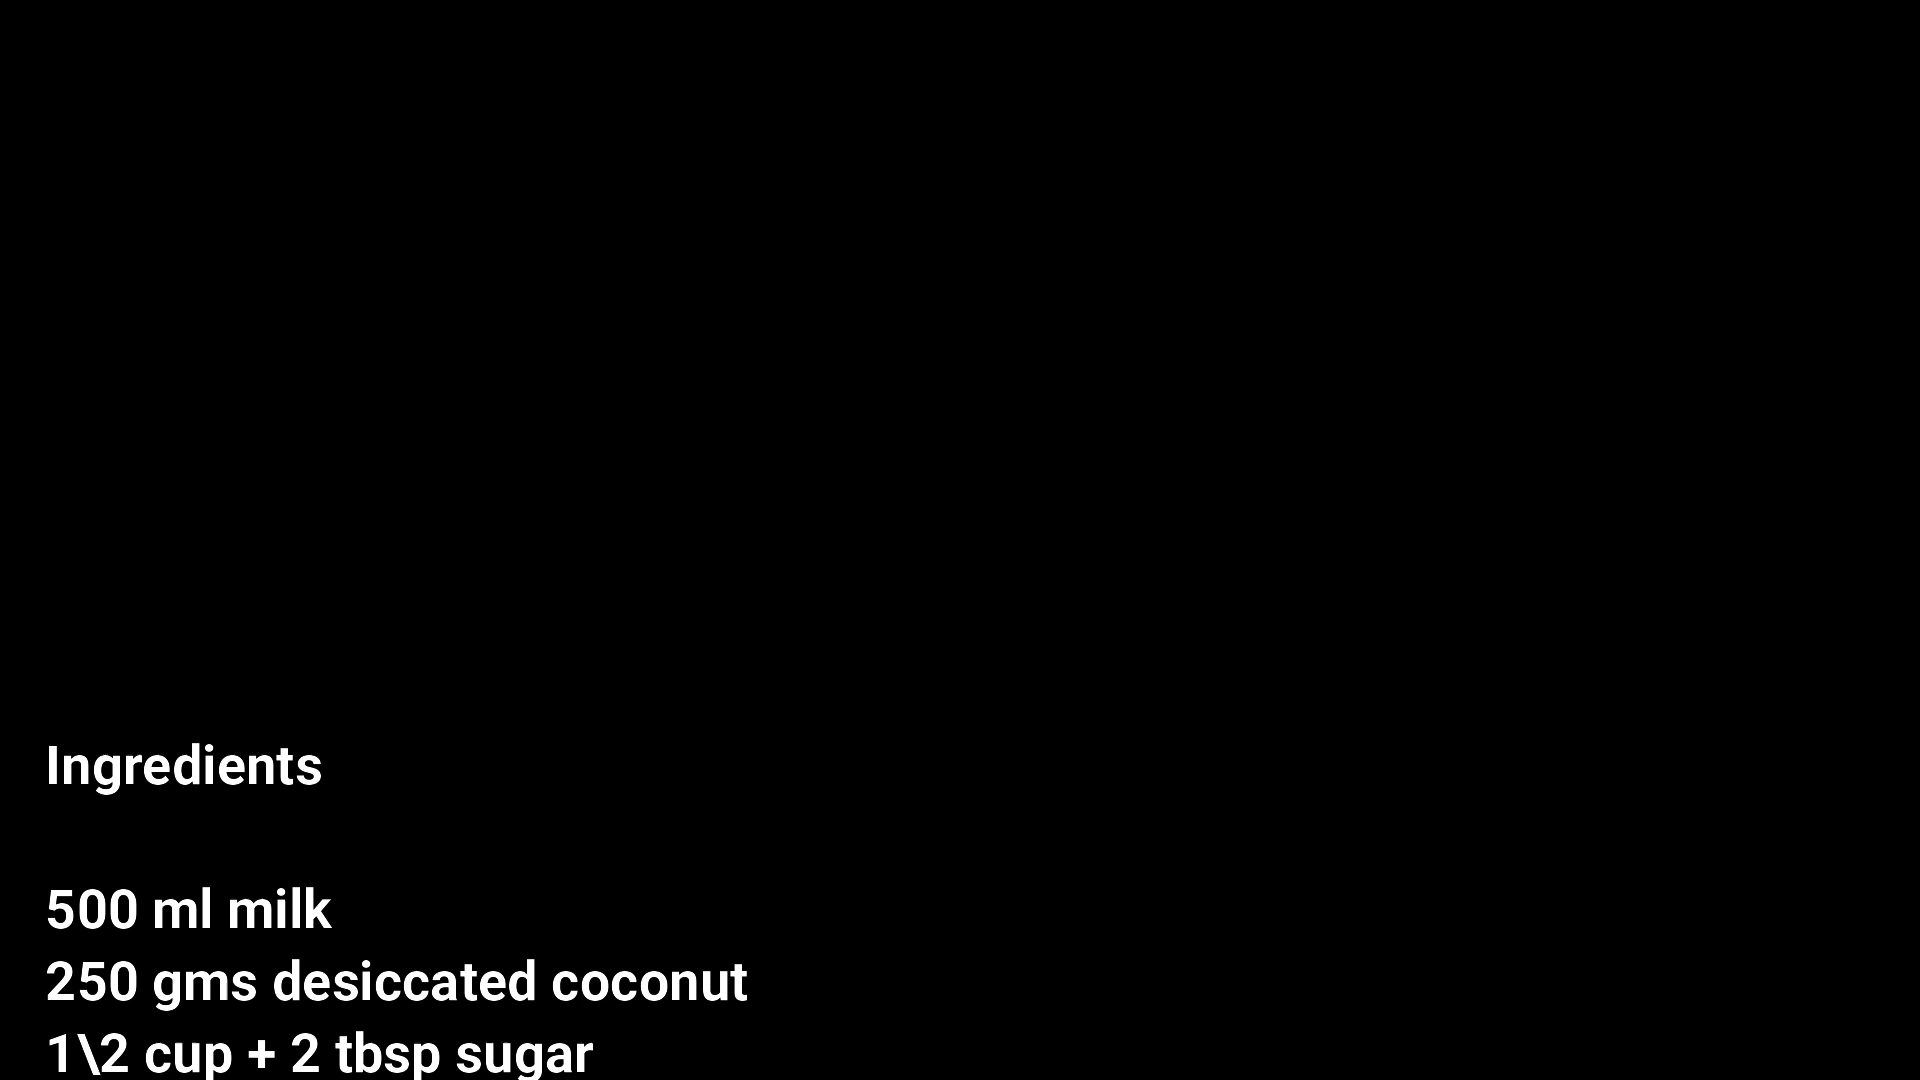 Ingredients
500 ml milk
250 gms desiccated coconut
1\2 cup + 2 tbsp sugar